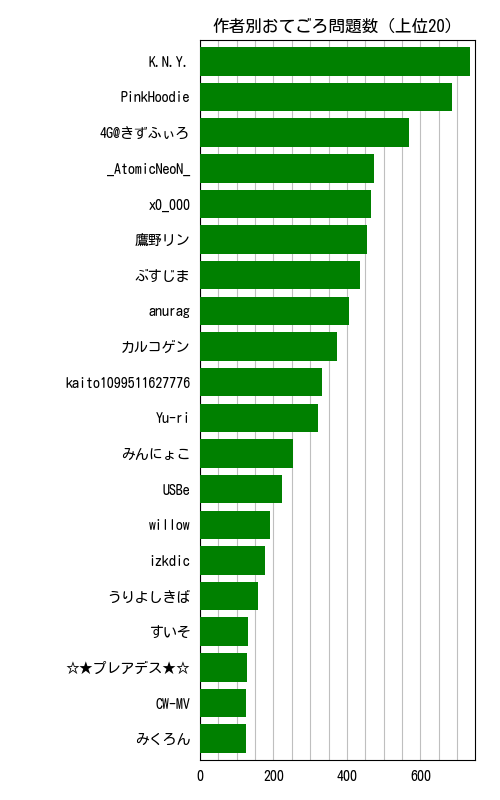 作者別おてごろ問題数（上位20）
K.N.Y.
PinkHoodie
4G@きずふぃろ
_AtomicNeoN_
x0_000
鷹野リン
ぶすじま
anurag
カルコゲン
kaito1099511627776
Yu-ri
みんにょこ
USBe
willow
izkdic
うりよしきば
すいそ
☆★プレアデス★☆
CW-MV
みくろん
0 200 400 600